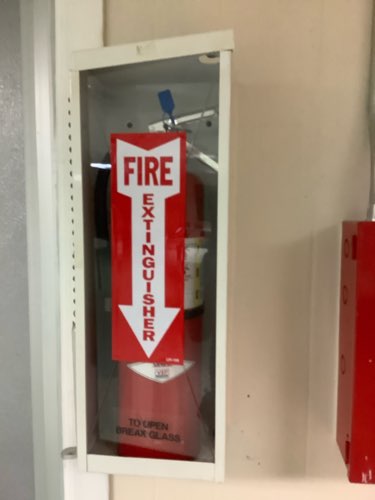 FIRE
EXTINGUISHER
TO OPEN
BREAK GLASS